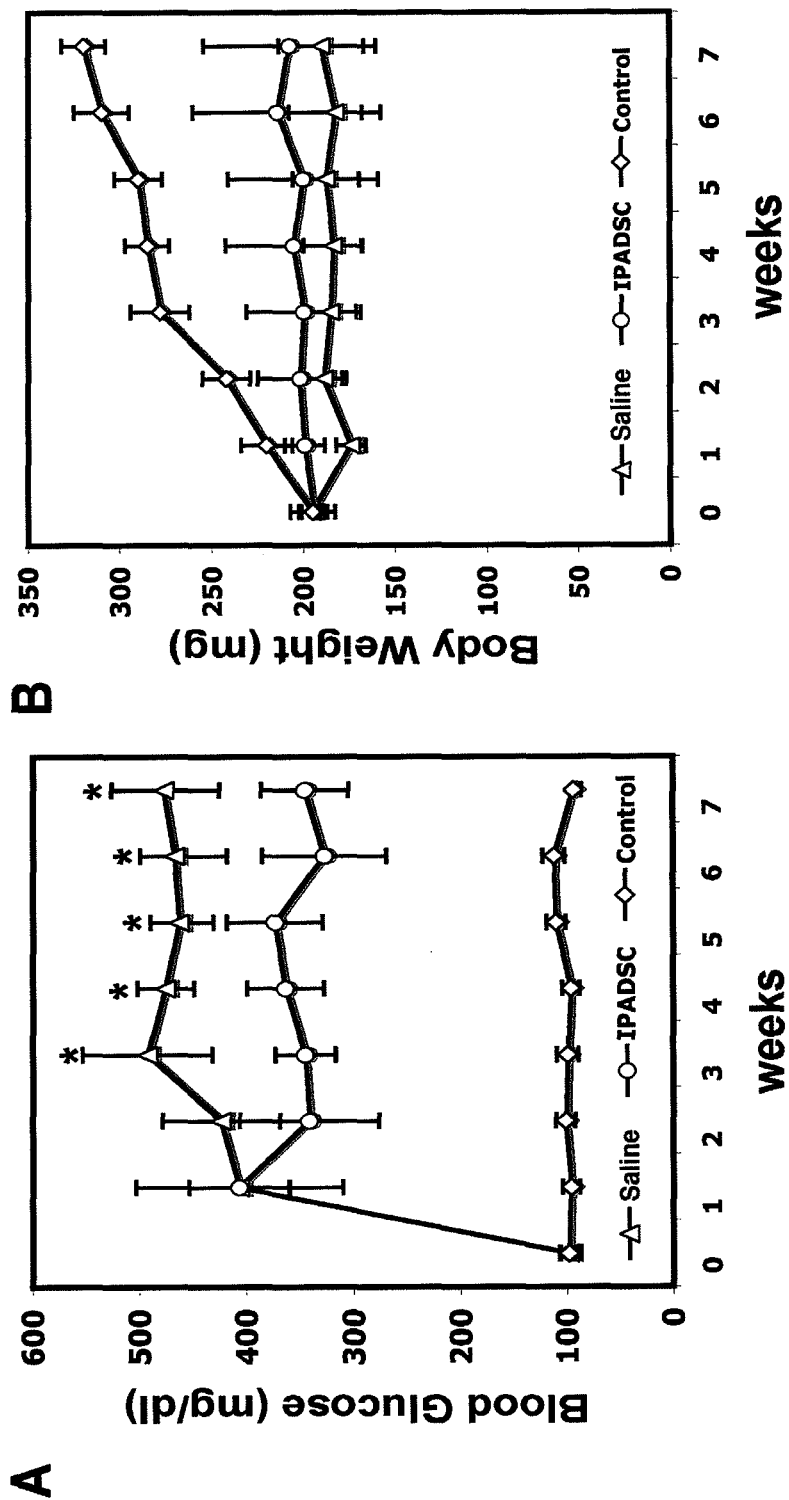 A
Blood Glucose (mg/dl)
600
500
400
300
200
100
0
* * * * *
Saline IPADSC Control
0 1 2 3 4 5 6 7
weeks
B
Body Weight (mg)
350
300
250
200
150
100
50
0
Saline IPADSC Control
0 1 2 3 4 5 6 7
weeks